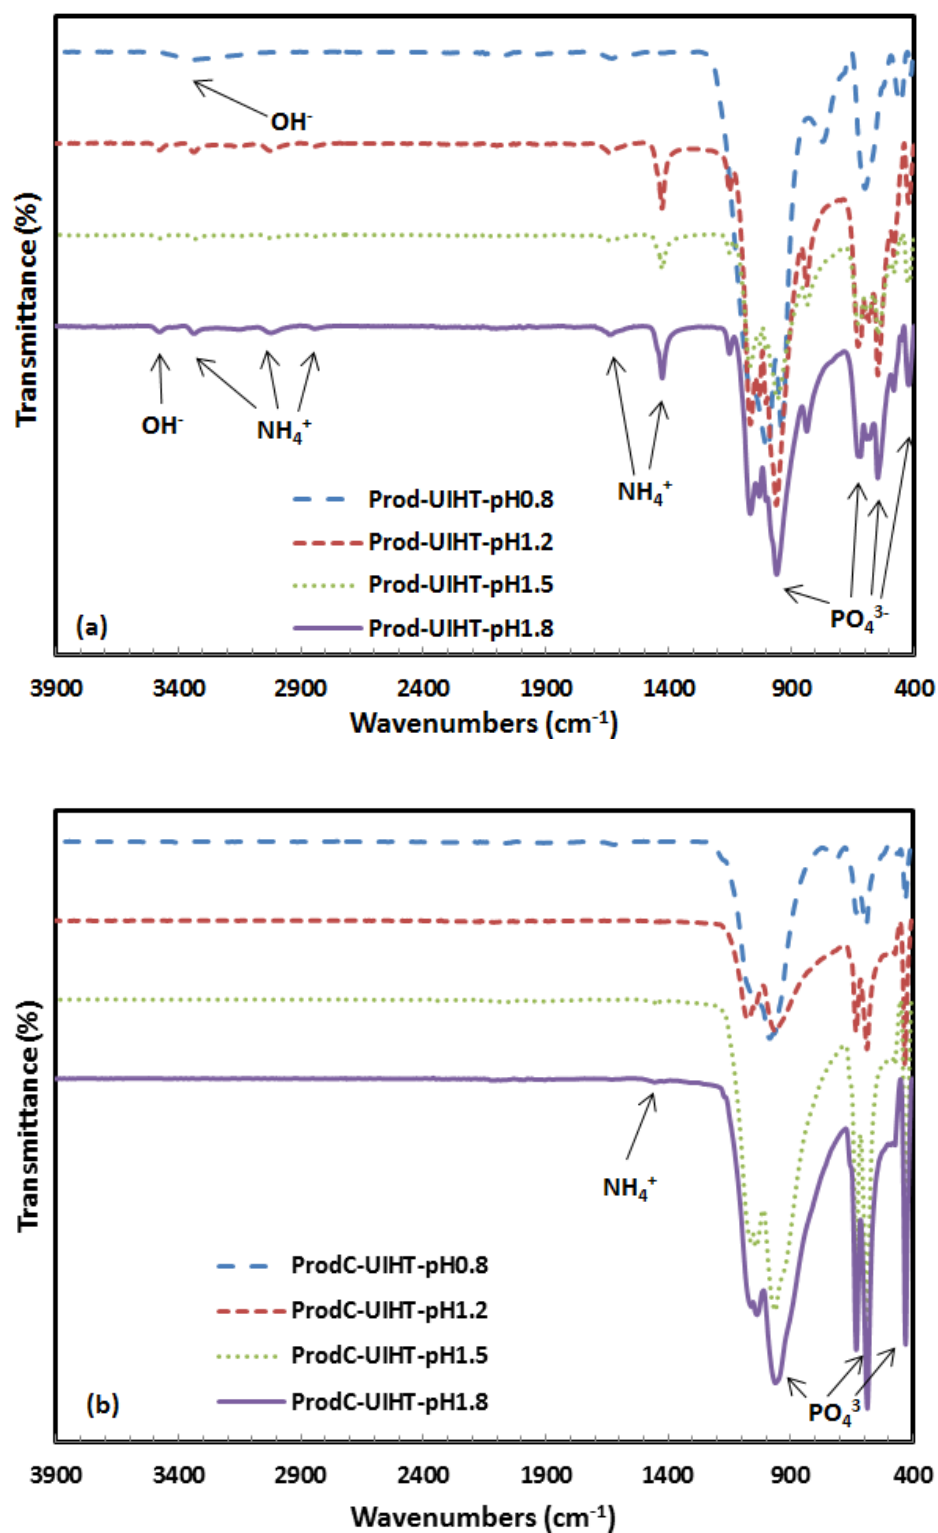 Transmittance (%)
OH⁻
OH⁻
NH₄⁺
NH₄⁺
Prod-UIHT-pH0.8
Prod-UIHT-pH1.2
Prod-UIHT-pH1.5
Prod-UIHT-pH1.8
PO₄³⁻
(a)
3900 3400 2900 2400 1900 1400 900 400
Wavenumbers (cm⁻¹)
Transmittance (%)
NH₄⁺
ProdC-UIHT-pH0.8
ProdC-UIHT-pH1.2
ProdC-UIHT-pH1.5
ProdC-UIHT-pH1.8
PO₄³
(b)
3900 3400 2900 2400 1900 1400 900 400
Wavenumbers (cm⁻¹)